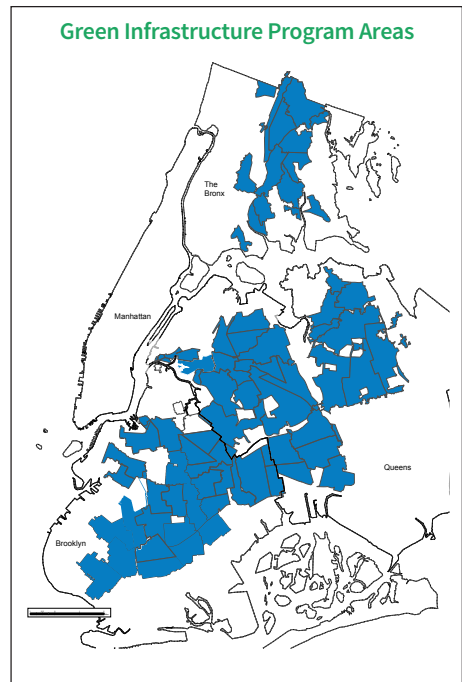 Green Infrastructure Program Areas
The
Bronx
Manhattan
Queens
Brooklyn